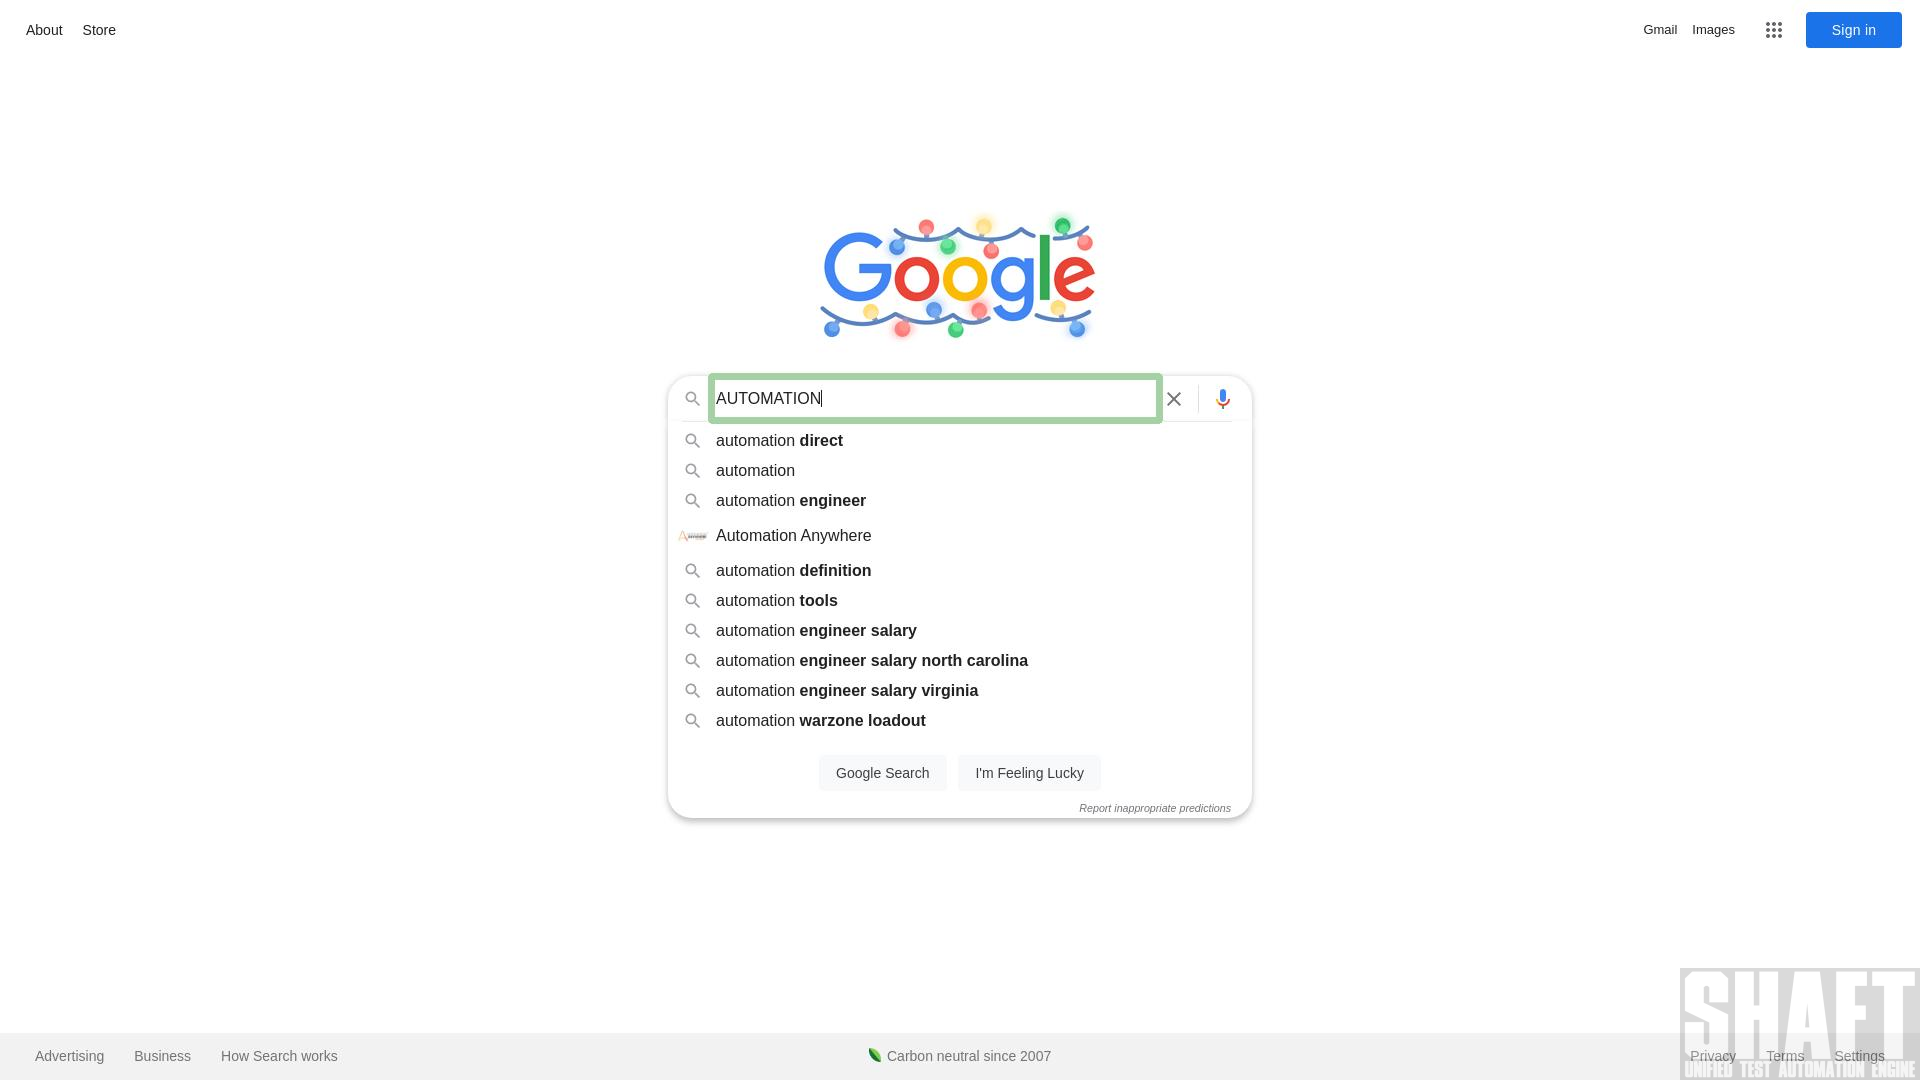 About Store
Gmail Images Sign in
Google
AUTOMATION
automation direct
automation
automation engineer
Automation Anywhere
automation definition
automation tools
automation engineer salary
automation engineer salary north carolina
automation engineer salary virginia
automation warzone loadout
Google Search I'm Feeling Lucky
Report inappropriate predictions
SHAFT
Advertising Business How Search works Carbon neutral since 2007 Privacy Terms Settings
UNIFIED TEST AUTOMATION ENGINE